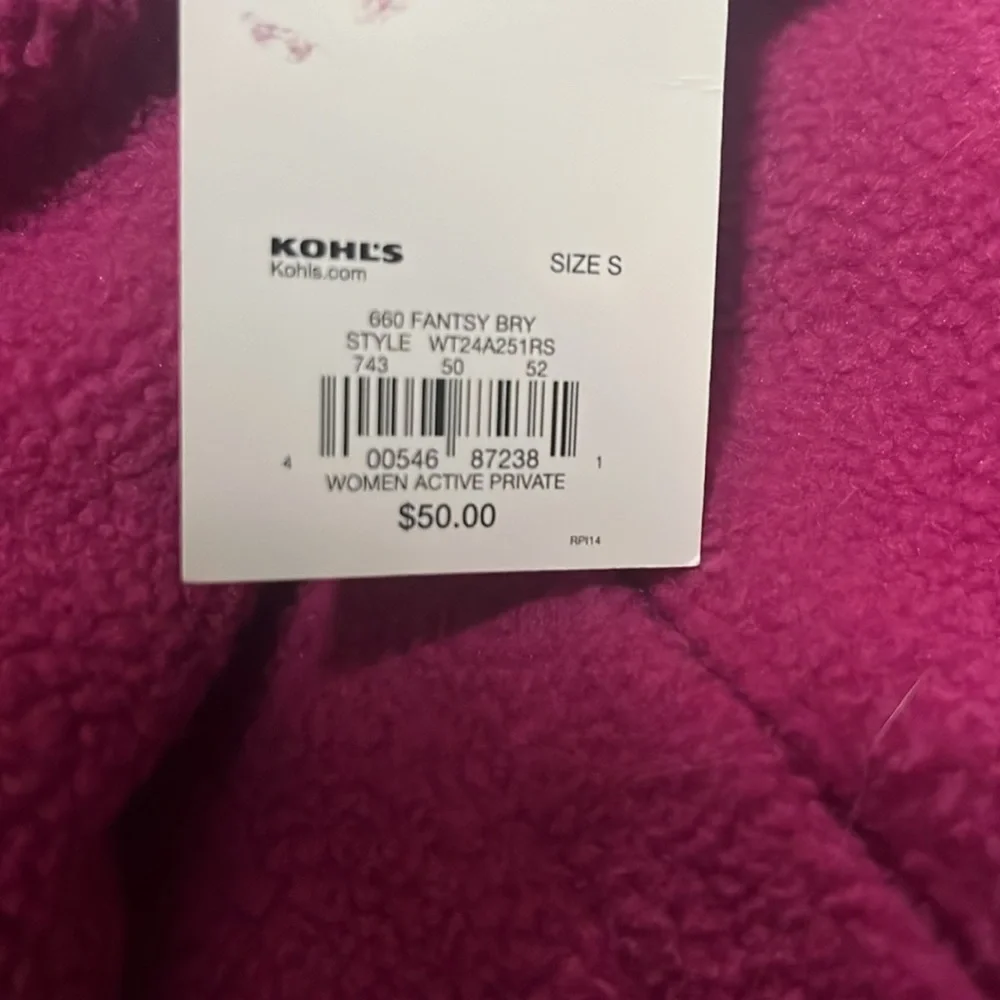 KOHL'S
Kohls.com
SIZE S
660 FANTSY BRY
STYLE WT24A251RS
743 50 52
4 00546 87238 1
WOMEN ACTIVE PRIVATE
$50.00
RPI14